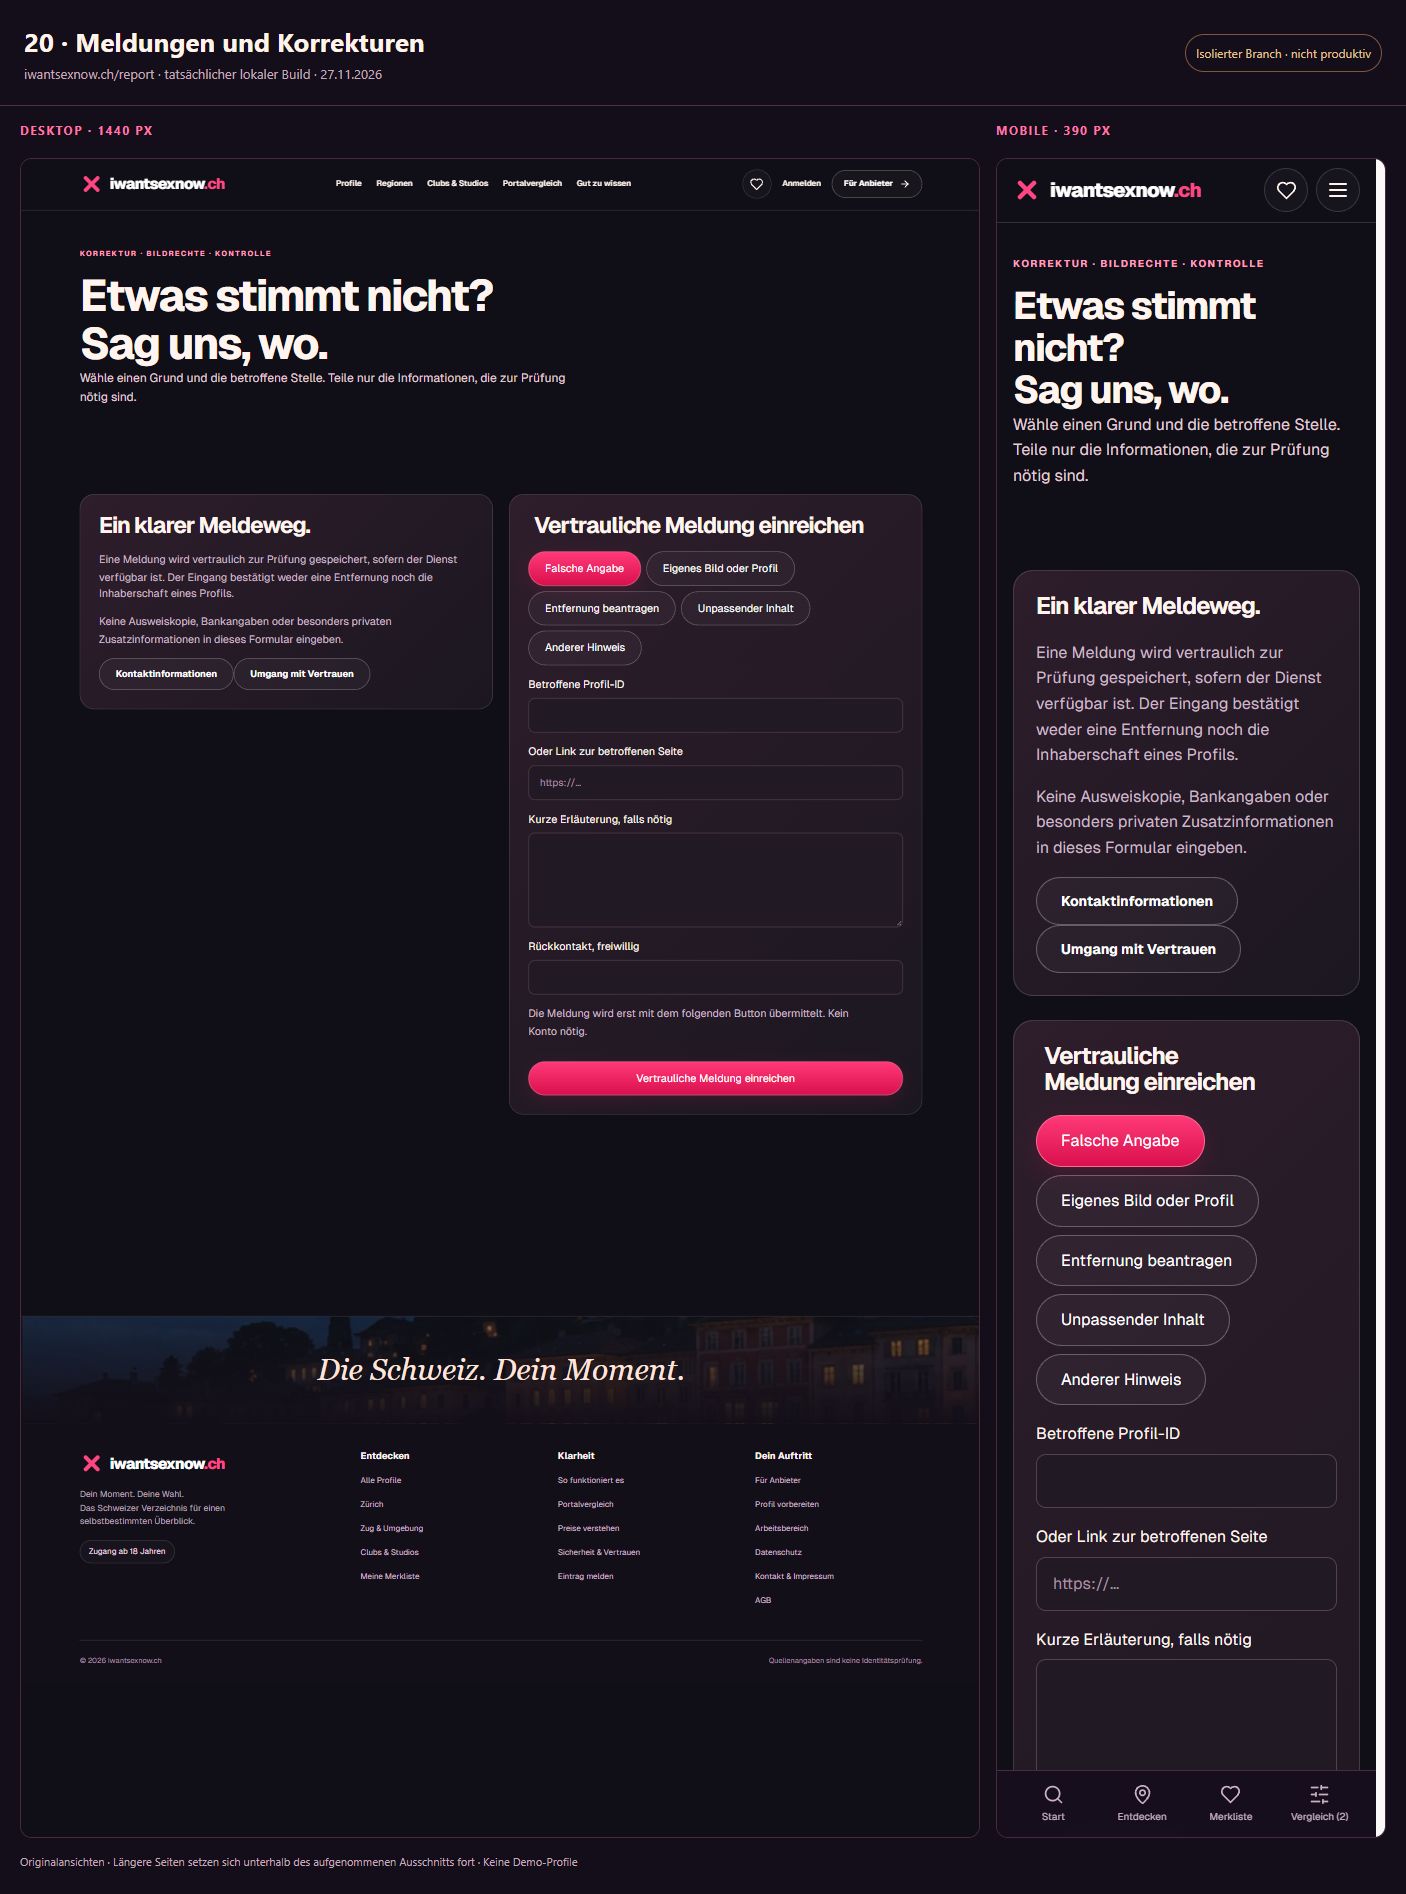 20 · Meldungen und Korrekturen
iwantsexnow.ch/report · tatsächlicher lokaler Build · 27.11.2026
Isolierter Branch · nicht produktiv
DESKTOP · 1440 PX
iwantsexnow.ch
Profile Regionen Clubs & Studios Portalvergleich Gut zu wissen
Anmelden
Für Anbieter →
KORREKTUR · BILDRECHTE · KONTROLLE
Etwas stimmt nicht?
Sag uns, wo.
Wähle einen Grund und die betroffene Stelle. Teile nur die Informationen, die zur Prüfung
nötig sind.
Ein klarer Meldeweg.
Eine Meldung wird vertraulich zur Prüfung gespeichert, sofern der Dienst
verfügbar ist. Der Eingang bestätigt weder eine Entfernung noch die
Inhaberschaft eines Profils.
Keine Ausweiskopie, Bankangaben oder besonders privaten
Zusatzinformationen in dieses Formular eingeben.
Kontaktinformationen Umgang mit Vertrauen
Vertrauliche Meldung einreichen
Falsche Angabe Eigenes Bild oder Profil
Entfernung beantragen Unpassender Inhalt
Anderer Hinweis
Betroffene Profil-ID
Oder Link zur betroffenen Seite
https://...
Kurze Erläuterung, falls nötig
Rückkontakt, freiwillig
Die Meldung wird erst mit dem folgenden Button übermittelt. Kein
Konto nötig.
Vertrauliche Meldung einreichen
Die Schweiz. Dein Moment.
iwantsexnow.ch
Dein Moment. Deine Wahl.
Das Schweizer Verzeichnis für einen
selbstbestimmten Überblick.
Zugang ab 18 Jahren
Entdecken
Alle Profile
Zürich
Zug & Umgebung
Clubs & Studios
Meine Merkliste
Klarheit
So funktioniert es
Portalvergleich
Preise verstehen
Sicherheit & Vertrauen
Eintrag melden
Dein Auftritt
Für Anbieter
Profil vorbereiten
Arbeitsbereich
Datenschutz
Kontakt & Impressum
AGB
© 2026 iwantsexnow.ch
Quellenangaben sind keine Identitätsprüfung.
MOBILE · 390 PX
iwantsexnow.ch
KORREKTUR · BILDRECHTE · KONTROLLE
Etwas stimmt
nicht?
Sag uns, wo.
Wähle einen Grund und die betroffene Stelle.
Teile nur die Informationen, die zur Prüfung
nötig sind.
Ein klarer Meldeweg.
Eine Meldung wird vertraulich zur
Prüfung gespeichert, sofern der Dienst
verfügbar ist. Der Eingang bestätigt
weder eine Entfernung noch die
Inhaberschaft eines Profils.
Keine Ausweiskopie, Bankangaben oder
besonders privaten Zusatzinformationen
in dieses Formular eingeben.
Kontaktinformationen
Umgang mit Vertrauen
Vertrauliche
Meldung einreichen
Falsche Angabe
Eigenes Bild oder Profil
Entfernung beantragen
Unpassender Inhalt
Anderer Hinweis
Betroffene Profil-ID
Oder Link zur betroffenen Seite
https://...
Kurze Erläuterung, falls nötig
Start Entdecken Merkliste Vergleich (2)
Originalansichten · Längere Seiten setzen sich unterhalb des aufgenommenen Ausschnitts fort · Keine Demo-Profile